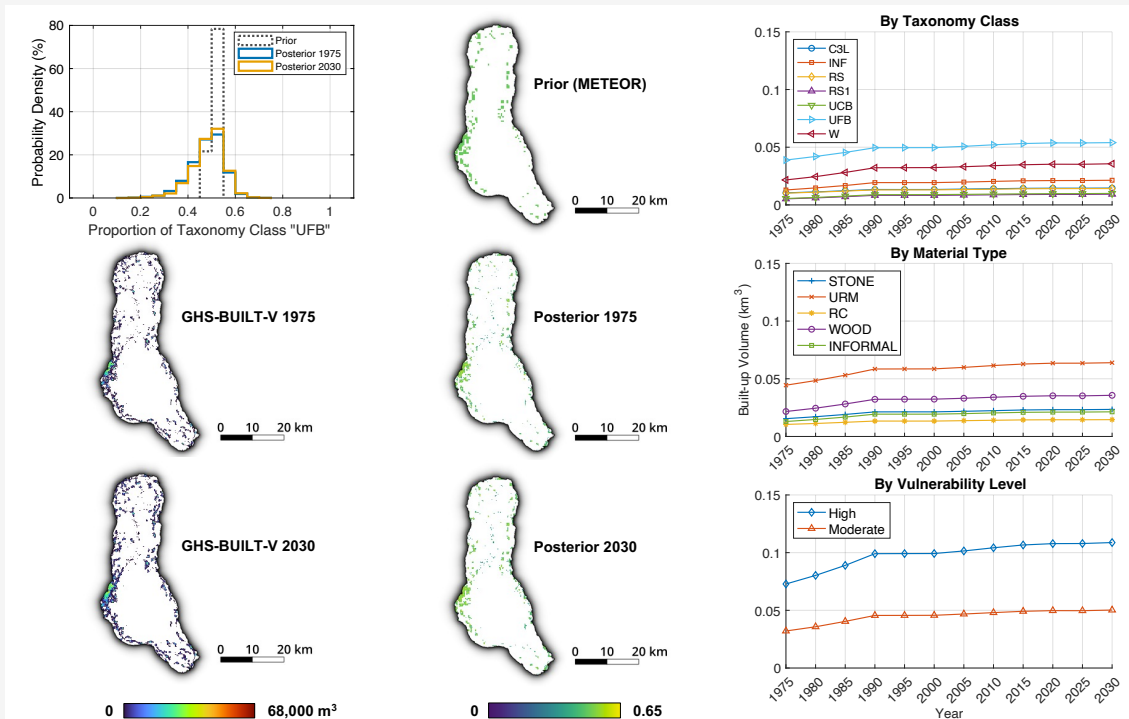 80
60
40
20
0
Probability Density (%)
Prior
Posterior 1975
Posterior 2030
0 0.2 0.4 0.6 0.8 1
Proportion of Taxonomy Class "UFB"
Prior (METEOR)
0 10 20 km
GHS-BUILT-V 1975
0 10 20 km
Posterior 1975
0 10 20 km
GHS-BUILT-V 2030
0 10 20 km
Posterior 2030
0 10 20 km
0 68,000 m³
0 0.65
By Taxonomy Class
0.15
0.1
0.05
0
C3L
INF
RS
RS1
UCB
UFB
W
1975 1980 1985 1990 1995 2000 2005 2010 2015 2020 2025 2030
By Material Type
0.15
0.1
0.05
0
Built-up Volume (km³)
STONE
URM
RC
WOOD
INFORMAL
1975 1980 1985 1990 1995 2000 2005 2010 2015 2020 2025 2030
By Vulnerability Level
0.15
0.1
0.05
0
High
Moderate
1975 1980 1985 1990 1995 2000 2005 2010 2015 2020 2025 2030
Year